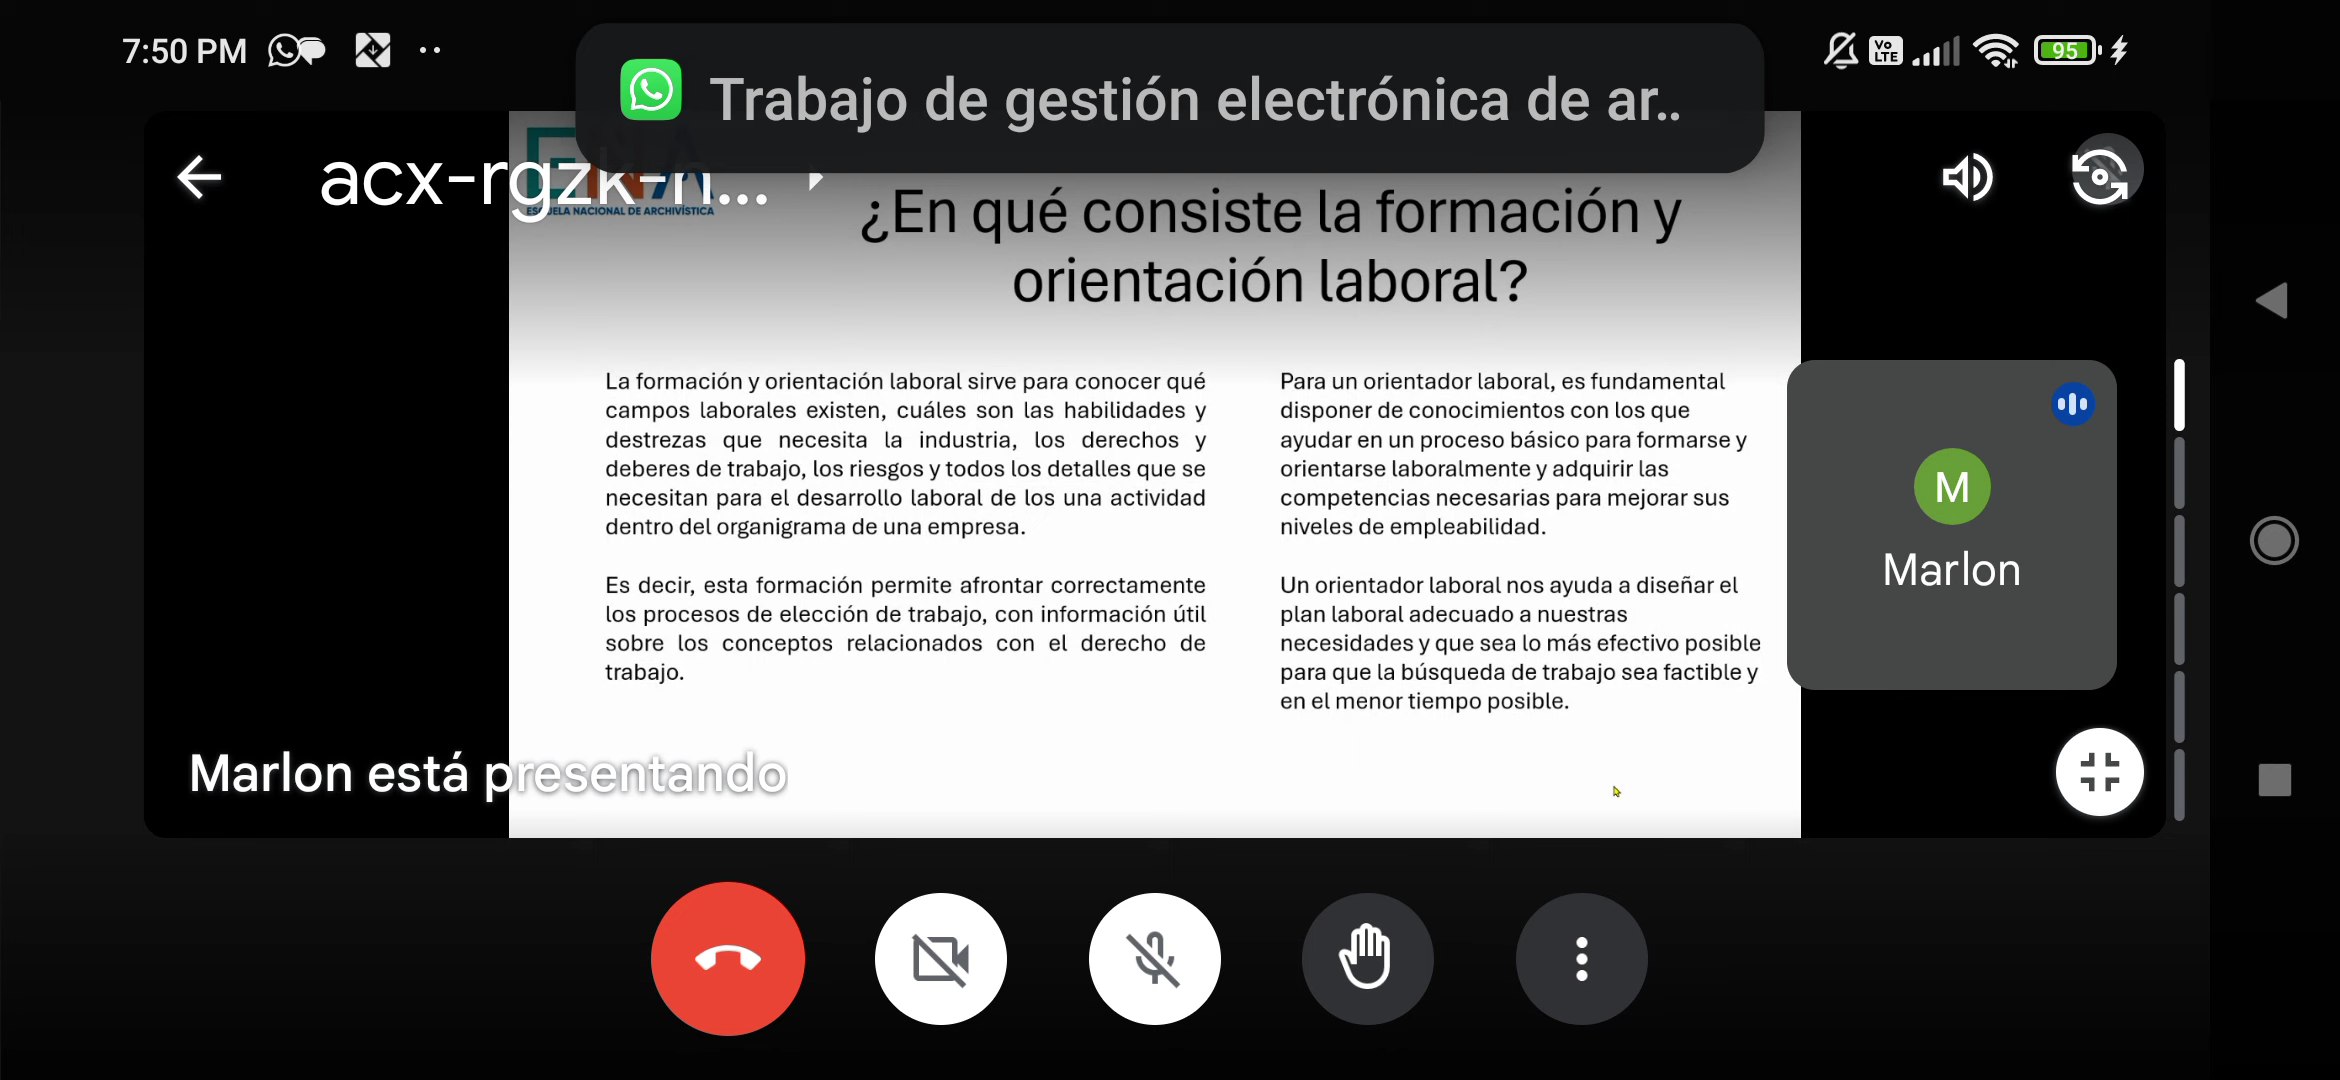 7:50 PM
Trabajo de gestión electrónica de ar..
Vo LTE
95
acx-rgzk-n...
ESCUELA NACIONAL DE ARCHIVÍSTICA
¿En qué consiste la formación y
orientación laboral?
La formación y orientación laboral sirve para conocer qué
campos laborales existen, cuáles son las habilidades y
destrezas que necesita la industria, los derechos y
deberes de trabajo, los riesgos y todos los detalles que se
necesitan para el desarrollo laboral de los una actividad
dentro del organigrama de una empresa.
Es decir, esta formación permite afrontar correctamente
los procesos de elección de trabajo, con información útil
sobre los conceptos relacionados con el derecho de
trabajo.
Para un orientador laboral, es fundamental
disponer de conocimientos con los que
ayudar en un proceso básico para formarse y
orientarse laboralmente y adquirir las
competencias necesarias para mejorar sus
niveles de empleabilidad.
Un orientador laboral nos ayuda a diseñar el
plan laboral adecuado a nuestras
necesidades y que sea lo más efectivo posible
para que la búsqueda de trabajo sea factible y
en el menor tiempo posible.
M
Marlon
Marlon está presentando